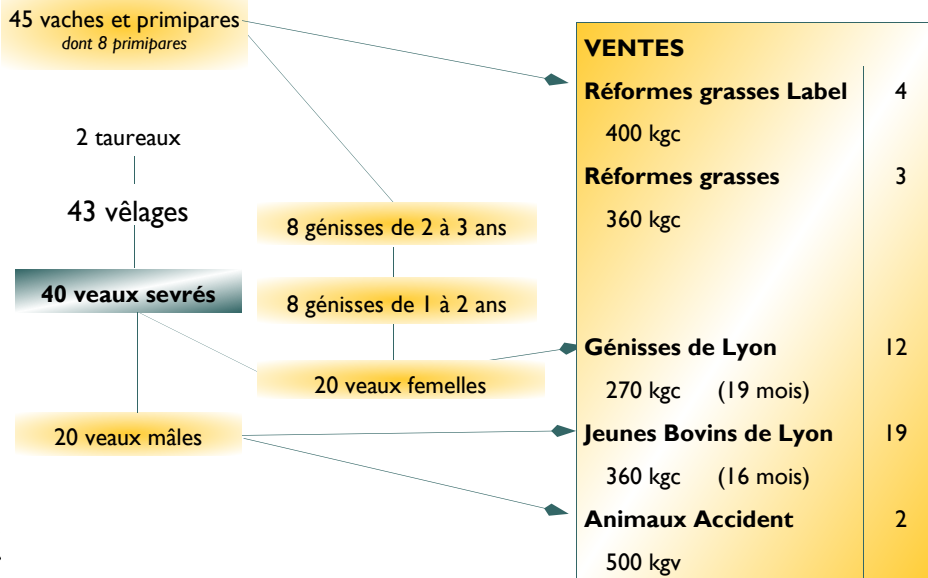 45 vaches et primipares
dont 8 primipares
2 taureaux
43 vêlages
40 veaux sevrés
20 veaux mâles
8 génisses de 2 à 3 ans
8 génisses de 1 à 2 ans
20 veaux femelles
VENTES
Réformes grasses Label 4
400 kgc
Réformes grasses 3
360 kgc
Génisses de Lyon 12
270 kgc (19 mois)
Jeunes Bovins de Lyon 19
360 kgc (16 mois)
Animaux Accident 2
500 kgv